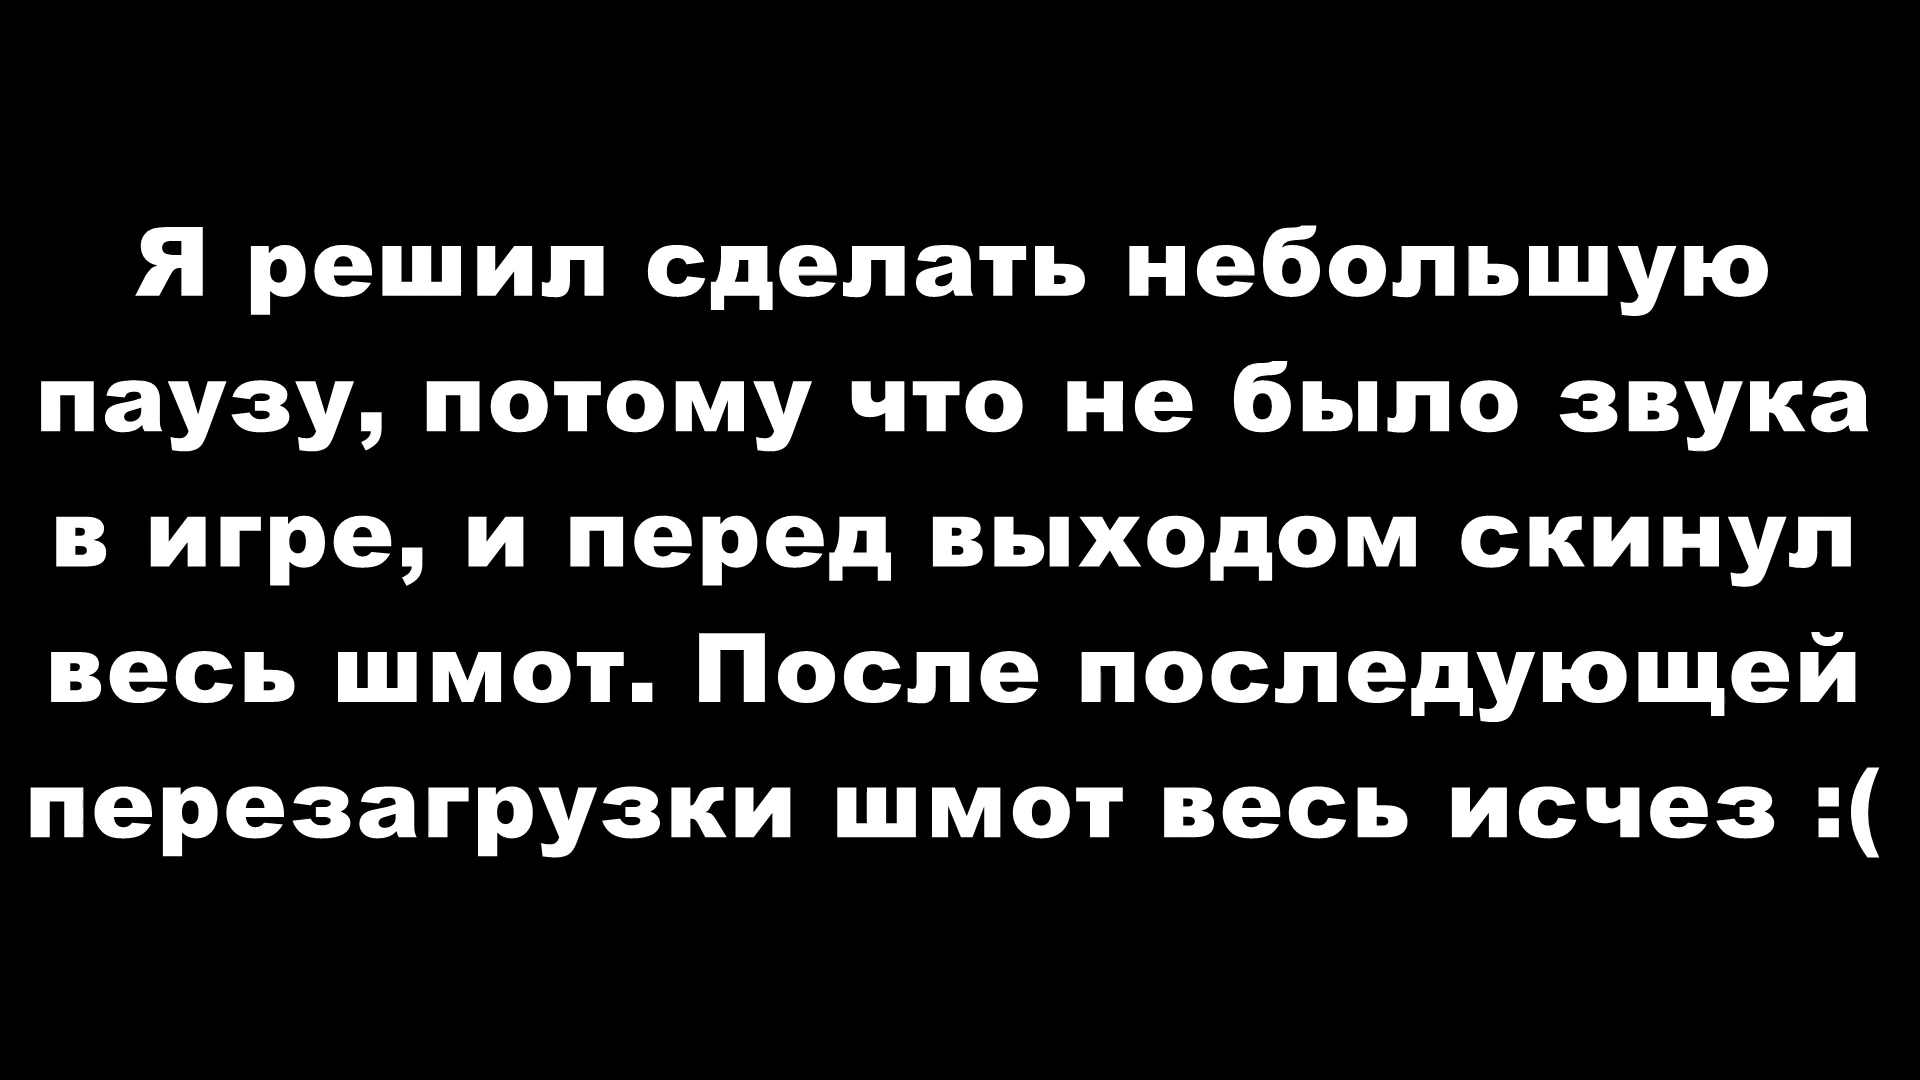 Я решил сделать небольшую
паузу, потому что не было звука
в игре, и перед выходом скинул
весь шмот. После последующей
перезагрузки шмот весь исчез :(